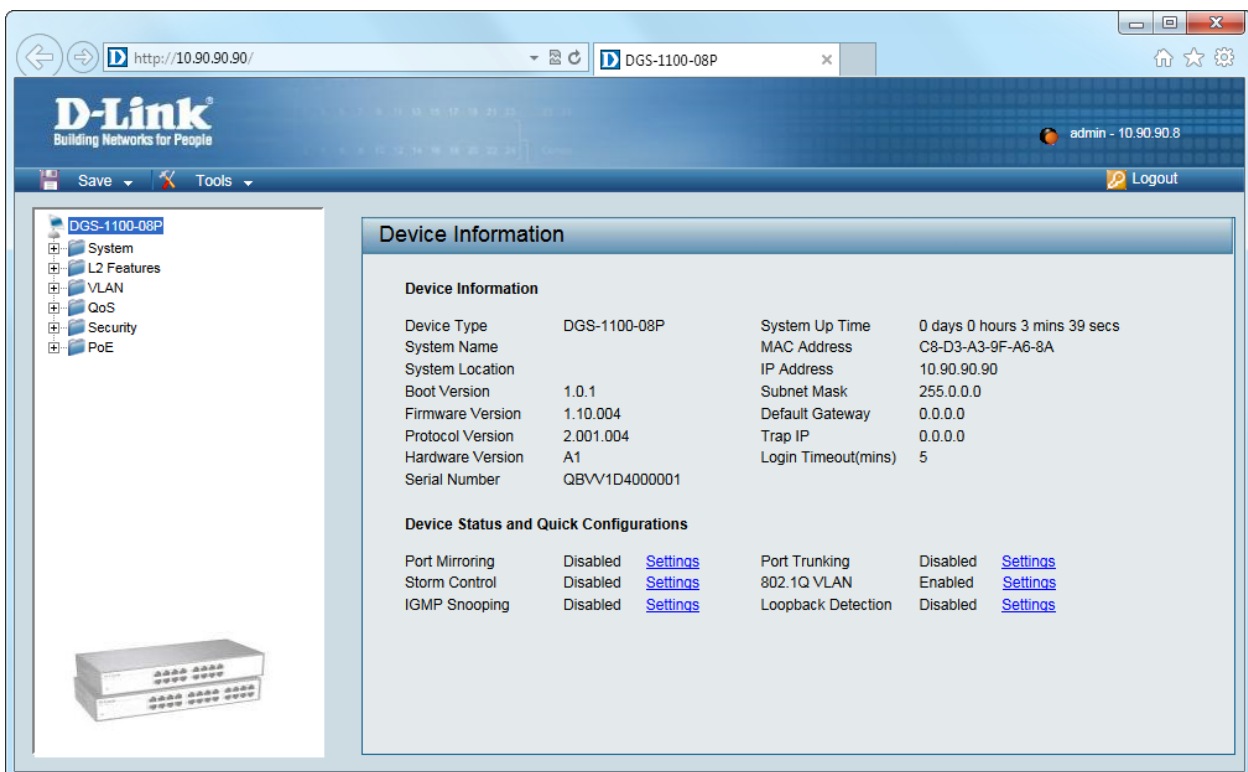 http://10.90.90.90/
DGS-1100-08P
D-Link®
Building Networks for People
admin - 10.90.90.8
Save
Tools
Logout
DGS-1100-08P
System
L2 Features
VLAN
QoS
Security
PoE
Device Information
Device Information
Device Type DGS-1100-08P System Up Time 0 days 0 hours 3 mins 39 secs
System Name MAC Address C8-D3-A3-9F-A6-8A
System Location IP Address 10.90.90.90
Boot Version 1.0.1 Subnet Mask 255.0.0.0
Firmware Version 1.10.004 Default Gateway 0.0.0.0
Protocol Version 2.001.004 Trap IP 0.0.0.0
Hardware Version A1 Login Timeout(mins) 5
Serial Number QBVV1D4000001
Device Status and Quick Configurations
Port Mirroring Disabled Settings Port Trunking Disabled Settings
Storm Control Disabled Settings 802.1Q VLAN Enabled Settings
IGMP Snooping Disabled Settings Loopback Detection Disabled Settings